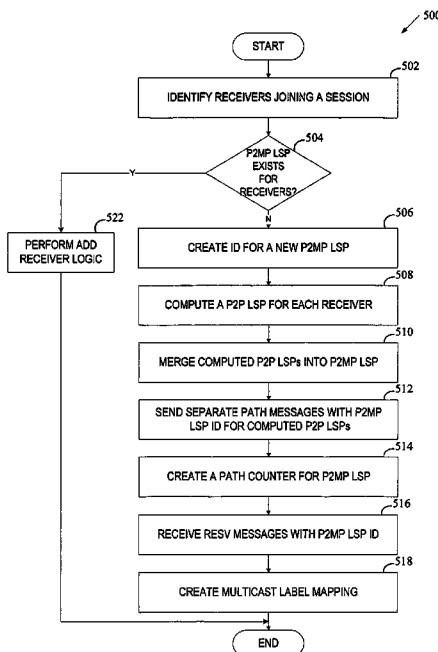 500
START
502
IDENTIFY RECEIVERS JOINING A SESSION
504
P2MP LSP
EXISTS
FOR
RECEIVERS?
Y
N
522
PERFORM ADD
RECEIVER LOGIC
506
CREATE ID FOR A NEW P2MP LSP
508
COMPUTE A P2P LSP FOR EACH RECEIVER
510
MERGE COMPUTED P2P LSPs INTO P2MP LSP
512
SEND SEPARATE PATH MESSAGES WITH P2MP
LSP ID FOR COMPUTED P2P LSPs
514
CREATE A PATH COUNTER FOR P2MP LSP
516
RECEIVE RESV MESSAGES WITH P2MP LSP ID
518
CREATE MULTICAST LABEL MAPPING
END